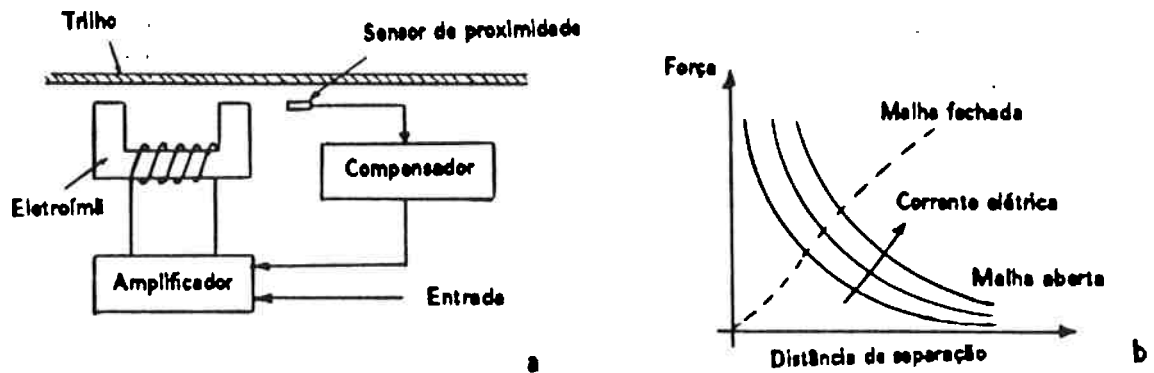 Trilho
Sensor de proximidade
Compensador
Eletroímã
Amplificador
Entrada
a
Força
Malha fechada
Corrente elétrica
Malha aberta
Distância de separação
b